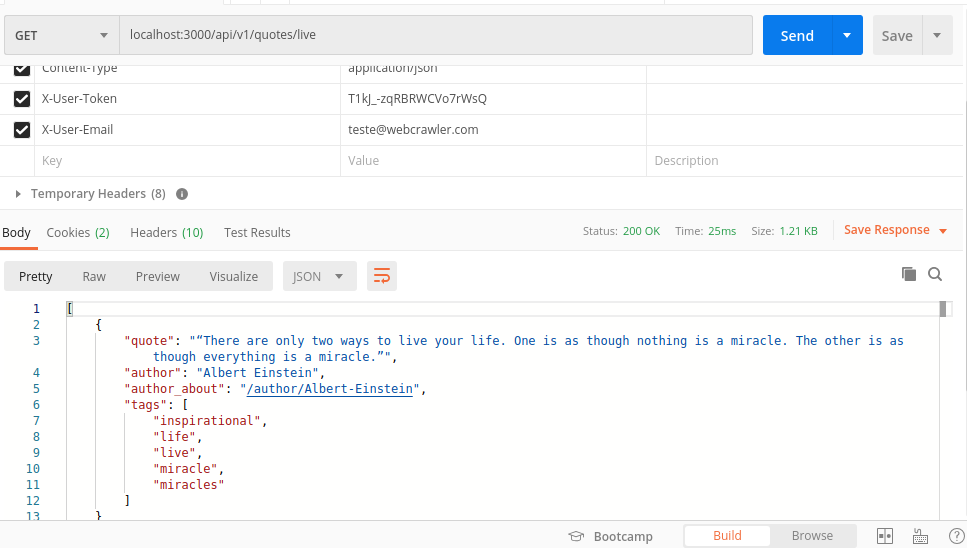 GET localhost:3000/api/v1/quotes/live Send Save
Content-Type application/json
X-User-Token T1kJ_-zqRBRWCVo7rWsQ
X-User-Email teste@webcrawler.com
Key Value Description
Temporary Headers (8)
Body Cookies (2) Headers (10) Test Results Status: 200 OK Time: 25ms Size: 1.21 KB Save Response
Pretty Raw Preview Visualize JSON
1 [
2 {
3 "quote": "“There are only two ways to live your life. One is as though nothing is a miracle. The other is as
though everything is a miracle.”",
4 "author": "Albert Einstein",
5 "author_about": "/author/Albert-Einstein",
6 "tags": [
7 "inspirational",
8 "life",
9 "live",
10 "miracle",
11 "miracles"
12 ]
13 }
Bootcamp Build Browse